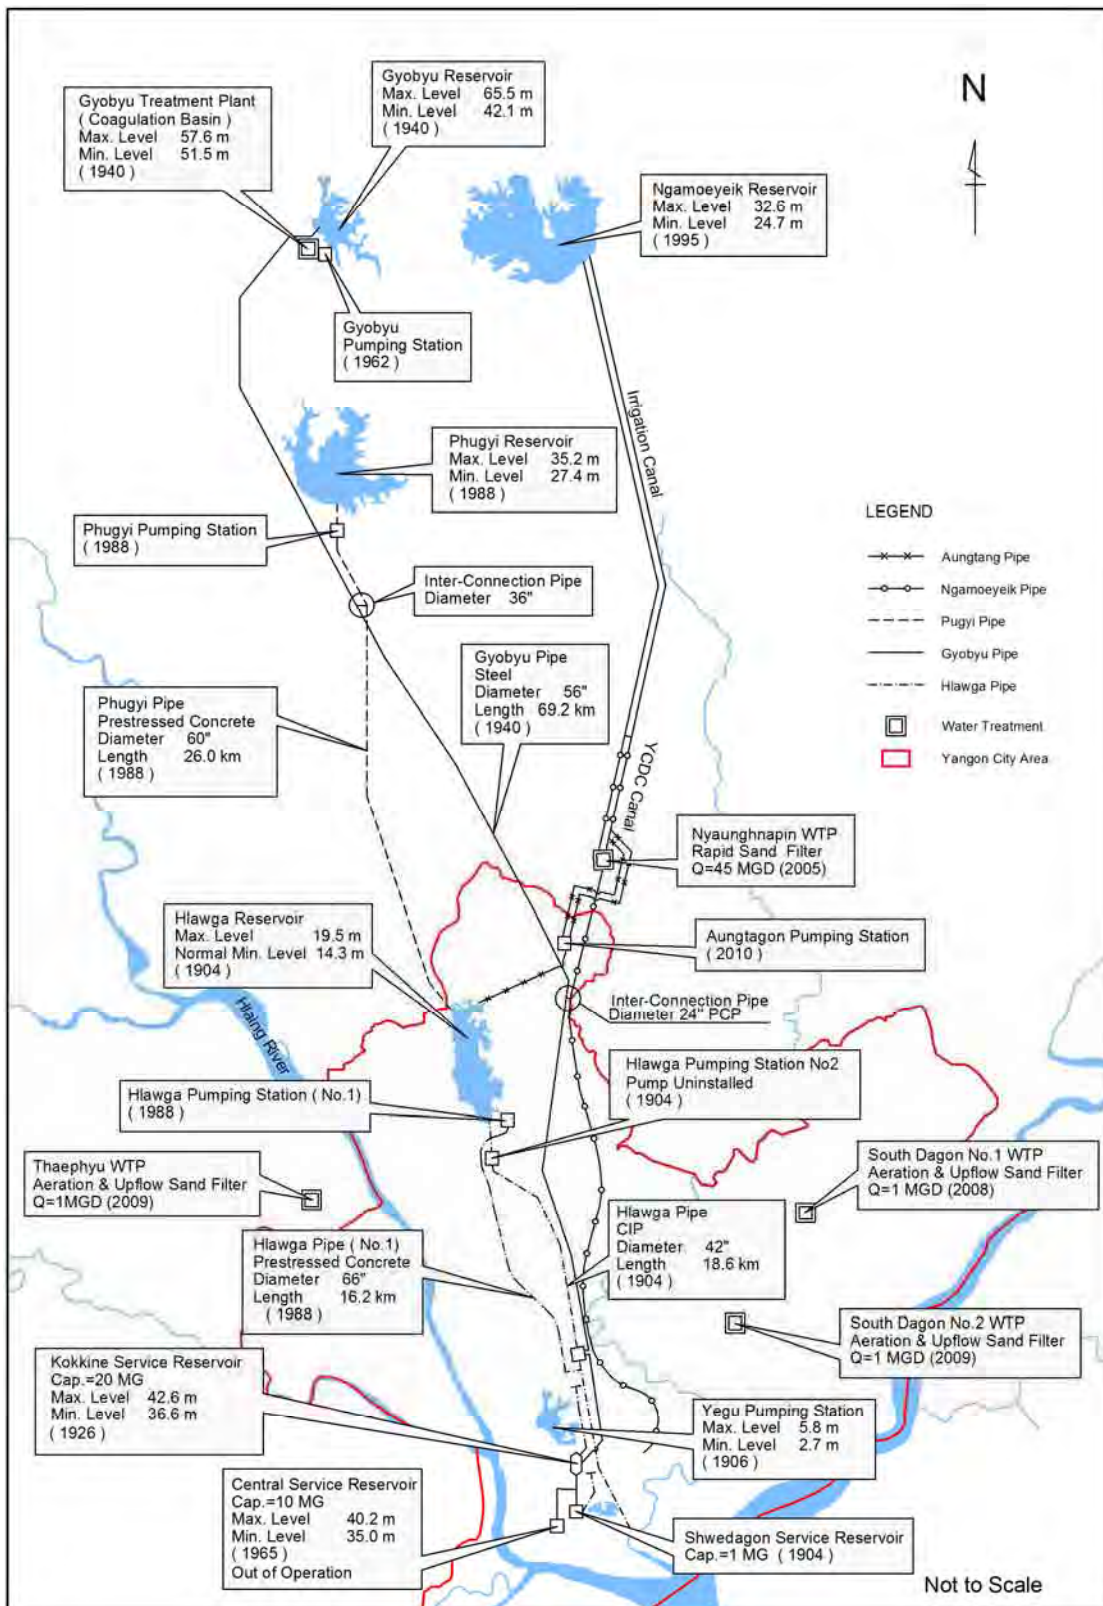 Gyobyu Reservoir
Max. Level 65.5 m
Min. Level 42.1 m
( 1940 )
Gyobyu Treatment Plant
( Coagulation Basin )
Max. Level 57.6 m
Min. Level 51.5 m
( 1940 )
N
Ngamoeyeik Reservoir
Max. Level 32.6 m
Min. Level 24.7 m
( 1995 )
Gyobyu
Pumping Station
( 1962 )
Irrigation Canal
Phugyi Reservoir
Max. Level 35.2 m
Min. Level 27.4 m
( 1988 )
Phugyi Pumping Station
( 1988 )
Inter-Connection Pipe
Diameter 36"
LEGEND
Aungtang Pipe
Ngamoeyeik Pipe
Pugyi Pipe
Gyobyu Pipe
Hlawga Pipe
Water Treatment
Yangon City Area
Gyobyu Pipe
Steel
Diameter 56"
Length 69.2 km
( 1940 )
Phugyi Pipe
Prestressed Concrete
Diameter 60"
Length 26.0 km
( 1988 )
YCDC Canal
Nyaunghnapin WTP
Rapid Sand Filter
Q=45 MGD (2005)
Hlawga Reservoir
Max. Level 19.5 m
Normal Min. Level 14.3 m
( 1904 )
Aungtagon Pumping Station
( 2010 )
Inter-Connection Pipe
Diameter 24" PCP
Hlaing River
Hlawga Pumping Station No2
Pump Uninstalled
( 1904 )
Hlawga Pumping Station ( No.1)
( 1988 )
Thaephyu WTP
Aeration & Upflow Sand Filter
Q=1MGD (2009)
South Dagon No.1 WTP
Aeration & Upflow Sand Filter
Q=1 MGD (2008)
Hlawga Pipe
CIP
Diameter 42"
Length 18.6 km
( 1904 )
Hlawga Pipe ( No.1)
Prestressed Concrete
Diameter 66"
Length 16.2 km
( 1988 )
South Dagon No.2 WTP
Aeration & Upflow Sand Filter
Q=1 MGD (2009)
Kokkine Service Reservoir
Cap.=20 MG
Max. Level 42.6 m
Min. Level 36.6 m
( 1926 )
Yegu Pumping Station
Max. Level 5.8 m
Min. Level 2.7 m
( 1906 )
Central Service Reservoir
Cap.=10 MG
Max. Level 40.2 m
Min. Level 35.0 m
( 1965 )
Out of Operation
Shwedagon Service Reservoir
Cap.=1 MG ( 1904 )
Not to Scale